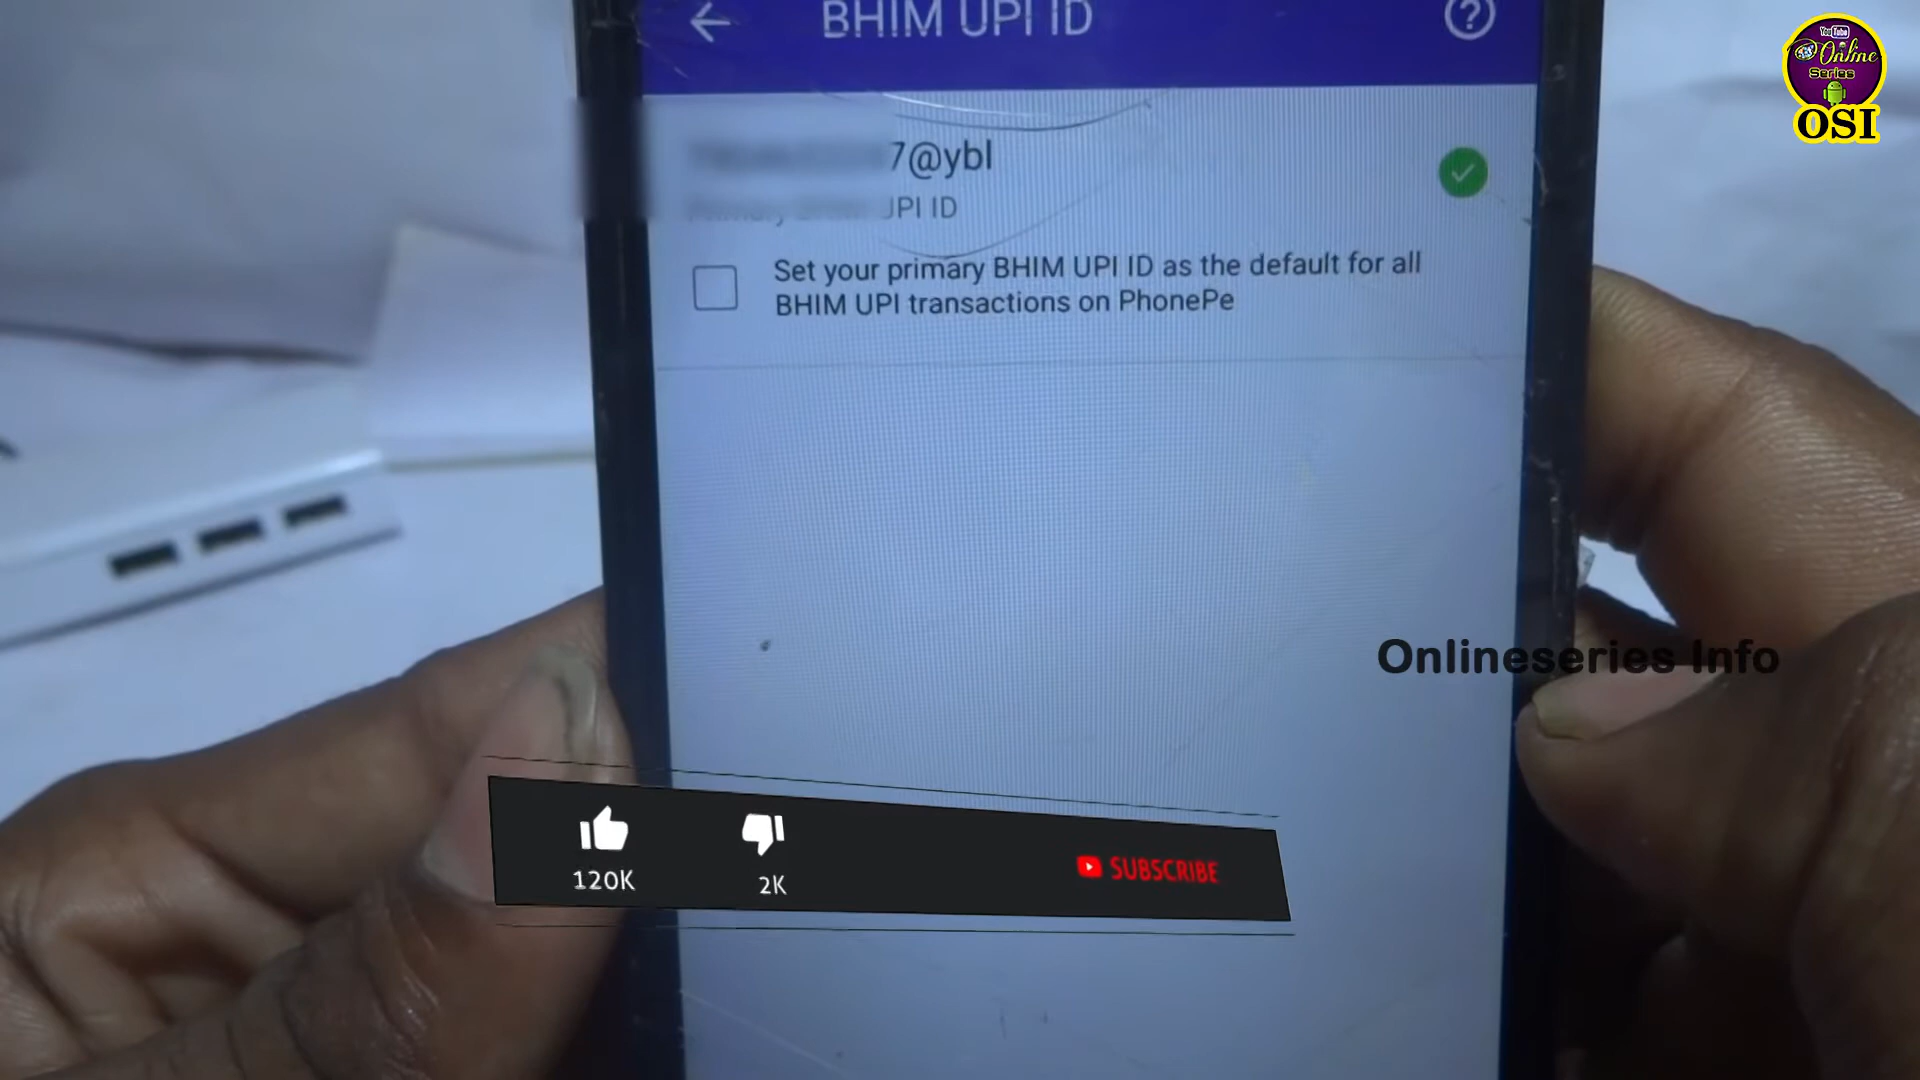 BHIM UPI ID
7@ybl
UPI ID
Set your primary BHIM UPI ID as the default for all
BHIM UPI transactions on PhonePe
YouTube
Online
Series
OSI
Onlineseries Info
120K
2K
SUBSCRIBE